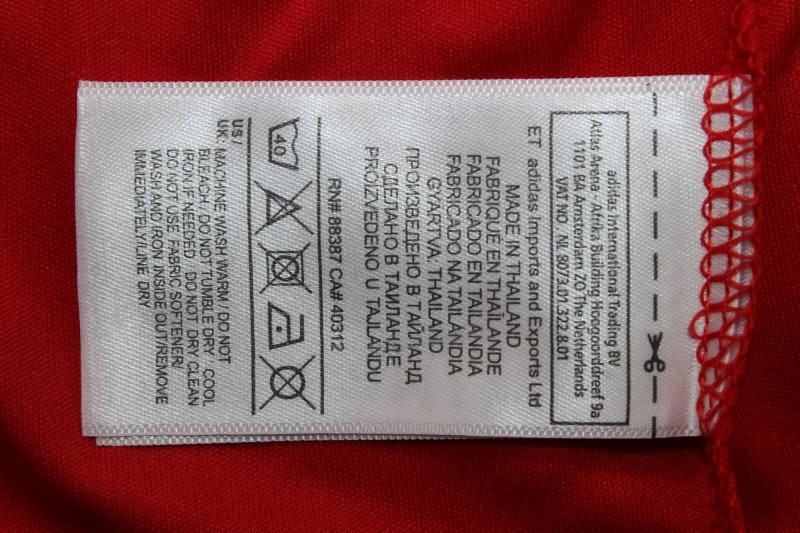 adidas International Trading BV
Atlas Arena - Afrika Building Hoogoorddreef 9a
1101 BA Amsterdam ZO The Netherlands
VAT NO. NL 8073.01.322.B.01
ET adidas Imports and Exports Ltd
MADE IN THAILAND
FABRIQUÉ EN THAÏLANDE
FABRICADO EN TAILANDIA
FABRICADO NA TAILÂNDIA
GYÁRTVA, THAILAND
ПРОИЗВЕДЕНО В ТАЙЛАНД
СДЕЛАНО В ТАИЛАНДЕ
PROIZVEDENO U TAJLANDU
RN# 88387 CA# 40312
40
US/
UK MACHINE WASH WARM DO NOT
BLEACH DO NOT TUMBLE DRY COOL
IRON IF NEEDED DO NOT DRY CLEAN
DO NOT USE FABRIC SOFTENER/
WASH AND IRON INSIDE OUT/REMOVE
IMMEDIATELY/LINE DRY